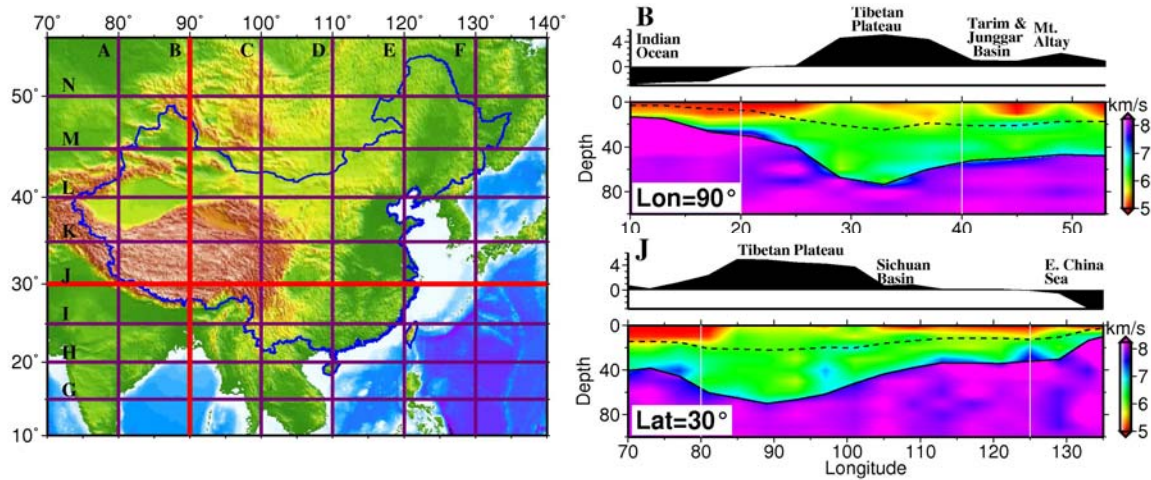 70° 80° 90° 100° 110° 120° 130° 140°
A B C D E F
N
50°
M
L
40°
K
J
30°
I
H
20°
G
10°
B
Indian
Ocean
Tibetan
Plateau
Tarim &
Junggar
Basin
Mt.
Altay
4
0
km/s
0
40
80
Depth
Lon=90°
8
7
6
5
10 20 30 40 50
J
Tibetan Plateau
Sichuan
Basin
E. China
Sea
4
0
km/s
0
40
80
Depth
Lat=30°
8
7
6
5
70 80 90 100 110 120 130
Longitude